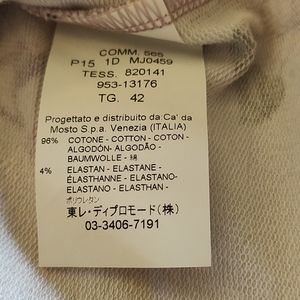 COMM. 565
P15 1D MJ0459
TESS. 820141
953-13176
TG. 42
Progettato e distribuito da:Ca' da
Mosto S.p.a. Venezia (ITALIA)
96% COTONE - COTTON - COTON -
ALGODÓN- ALGODÃO -
BAUMWOLLE - 綿
4% ELASTAN - ELASTANE -
ÉLASTHANNE - ELASTANO-
ELASTANO - ELASTHAN -
ポリウレタン
東レ・ディプロモード(株)
03-3406-7191